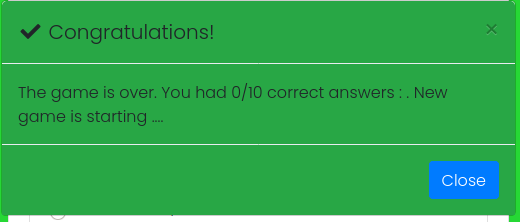 Congratulations!
×
The game is over. You had 0/10 correct answers : . New
game is starting ....
Close